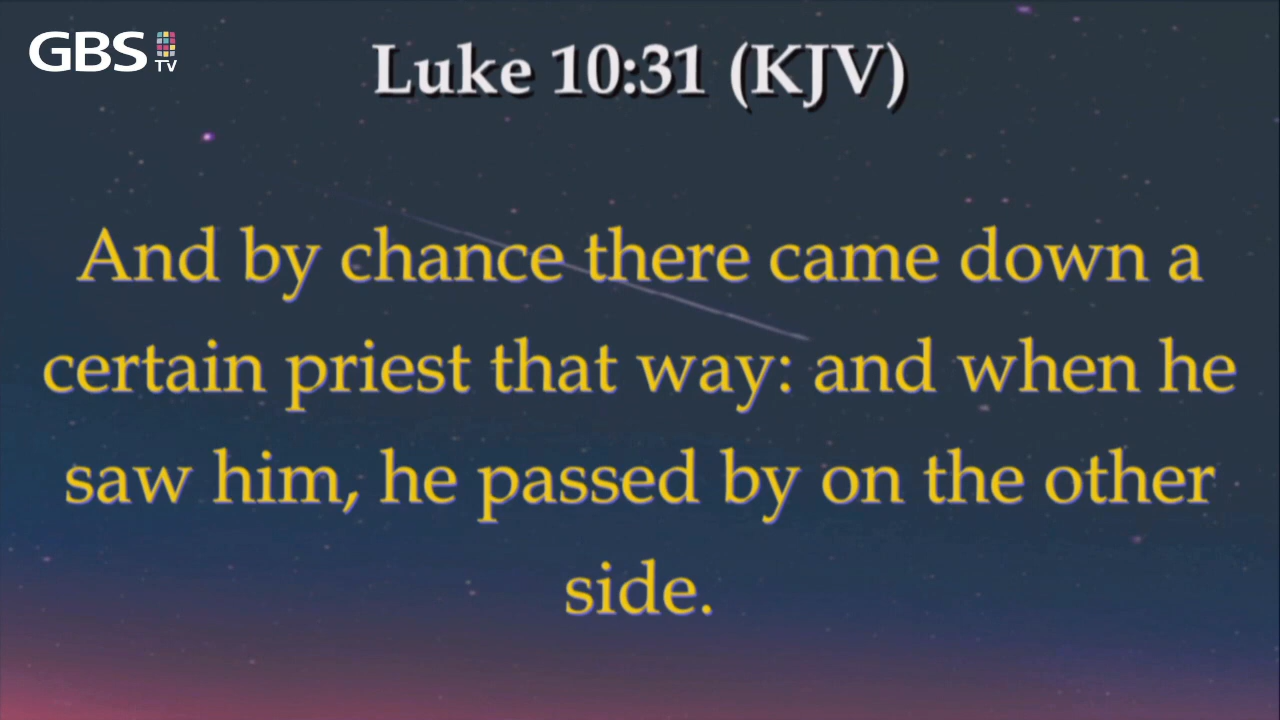 GBS TV
Luke 10:31 (KJV)
And by chance there came down a
certain priest that way: and when he
saw him, he passed by on the other
side.